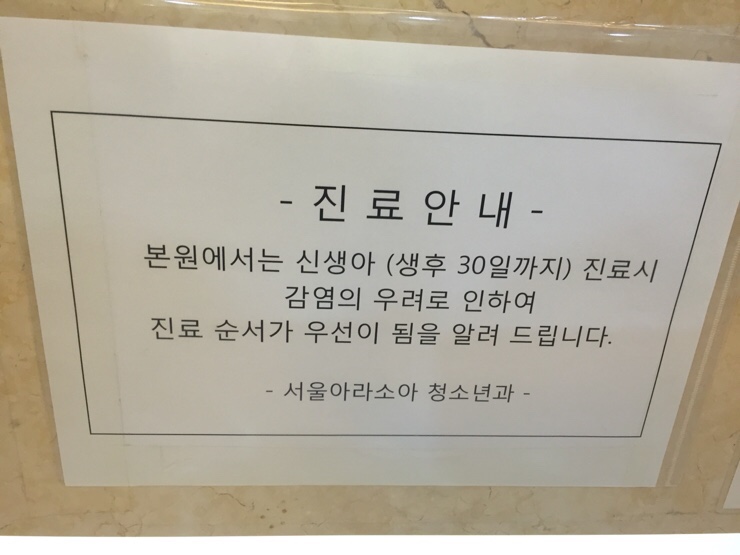 - 진 료 안 내 -
본원에서는 신생아 (생후 30일까지) 진료시
감염의 우려로 인하여
진료 순서가 우선이 됨을 알려 드립니다.
- 서울아라소아 청소년과 -